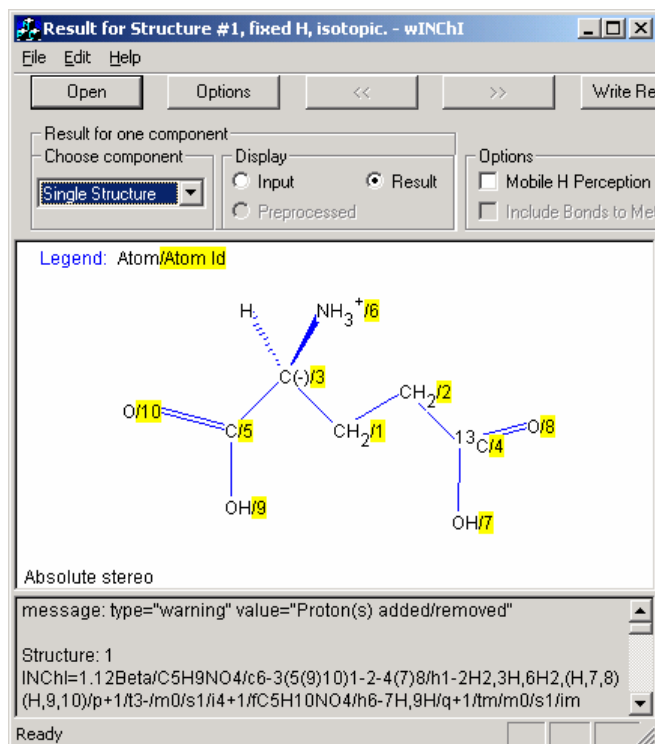 Result for Structure #1, fixed H, isotopic. - wINChI
File Edit Help
Open Options << >> Write Re
Result for one component
Choose component Display Options
Single Structure Input Result Mobile H Perception
Preprocessed Include Bonds to Met
Legend: Atom/Atom Id
H NH3+/6
C(-)/3
CH2/2
O/10 C/5 CH2/1 13C/4 O/8
OH/9 OH/7
Absolute stereo
message: type="warning" value="Proton(s) added/removed"
Structure: 1
INChI=1.12Beta/C5H9NO4/c6-3(5(9)10)1-2-4(7)8/h1-2H2,3H,6H2,(H,7,8)
(H,9,10)/p+1/t3-/m0/s1/i4+1/fC5H10NO4/h6-7H,9H/q+1/tm/m0/s1/im
Ready